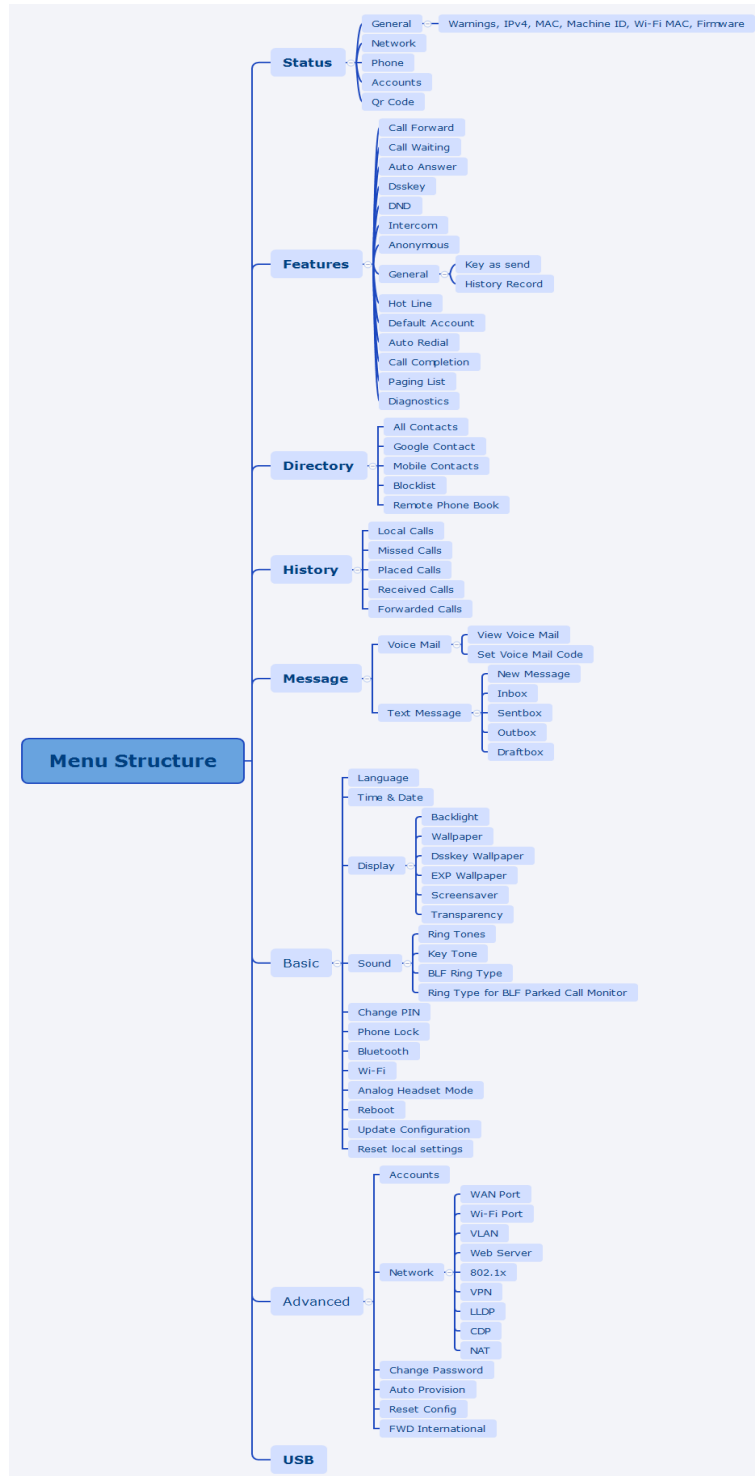 Menu Structure
Status
General
Warnings, IPv4, MAC, Machine ID, Wi-Fi MAC, Firmware
Network
Phone
Accounts
Qr Code
Features
Call Forward
Call Waiting
Auto Answer
Dsskey
DND
Intercom
Anonymous
General
Key as send
History Record
Hot Line
Default Account
Auto Redial
Call Completion
Paging List
Diagnostics
Directory
All Contacts
Google Contact
Mobile Contacts
Blocklist
Remote Phone Book
History
Local Calls
Missed Calls
Placed Calls
Received Calls
Forwarded Calls
Message
Voice Mail
View Voice Mail
Set Voice Mail Code
Text Message
New Message
Inbox
Sentbox
Outbox
Draftbox
Basic
Language
Time & Date
Display
Backlight
Wallpaper
Dsskey Wallpaper
EXP Wallpaper
Screensaver
Transparency
Sound
Ring Tones
Key Tone
BLF Ring Type
Ring Type for BLF Parked Call Monitor
Change PIN
Phone Lock
Bluetooth
Wi-Fi
Analog Headset Mode
Reboot
Update Configuration
Reset local settings
Advanced
Accounts
Network
WAN Port
Wi-Fi Port
VLAN
Web Server
802.1x
VPN
LLDP
CDP
NAT
Change Password
Auto Provision
Reset Config
FWD International
USB